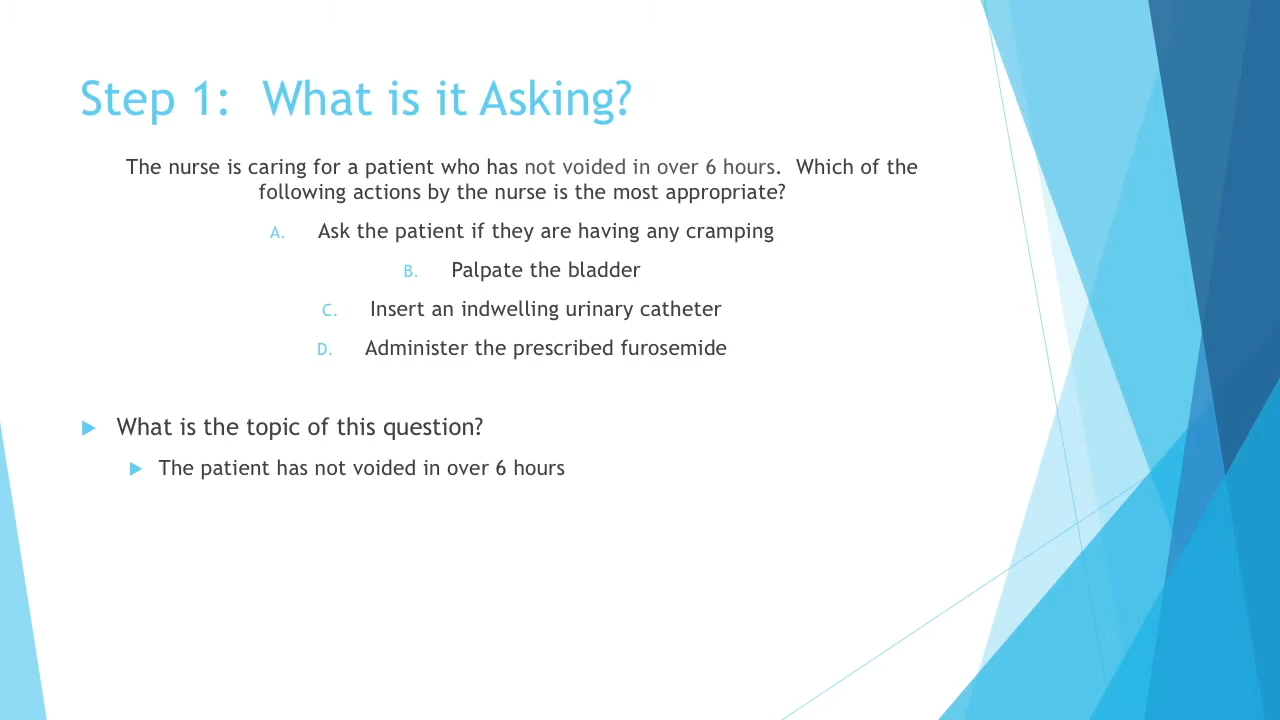 Step 1:  What is it Asking?
The nurse is caring for a patient who has not voided in over 6 hours.  Which of the
following actions by the nurse is the most appropriate?
A. Ask the patient if they are having any cramping
B. Palpate the bladder
C. Insert an indwelling urinary catheter
D. Administer the prescribed furosemide
What is the topic of this question?
The patient has not voided in over 6 hours